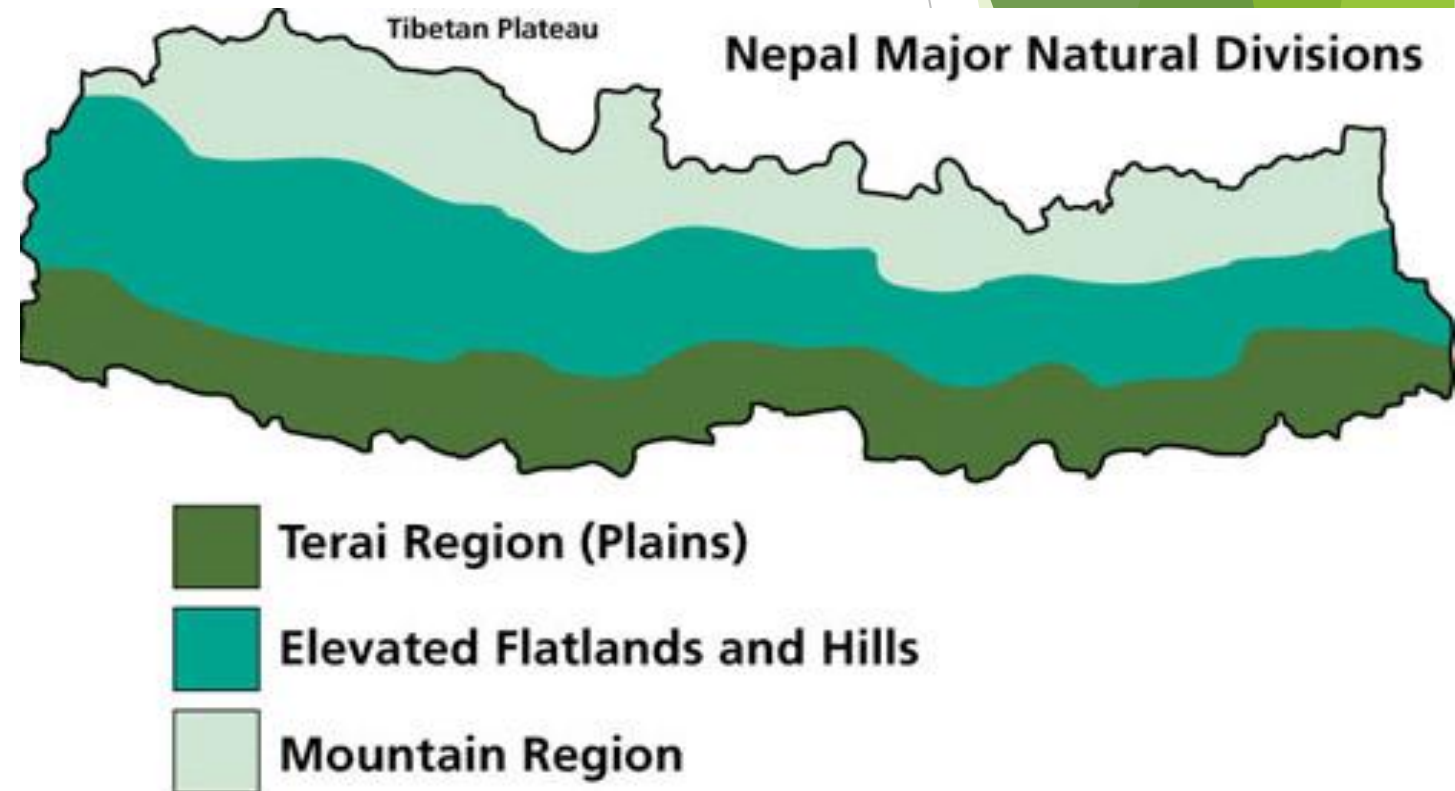 Tibetan Plateau
Nepal Major Natural Divisions
Terai Region (Plains)
Elevated Flatlands and Hills
Mountain Region